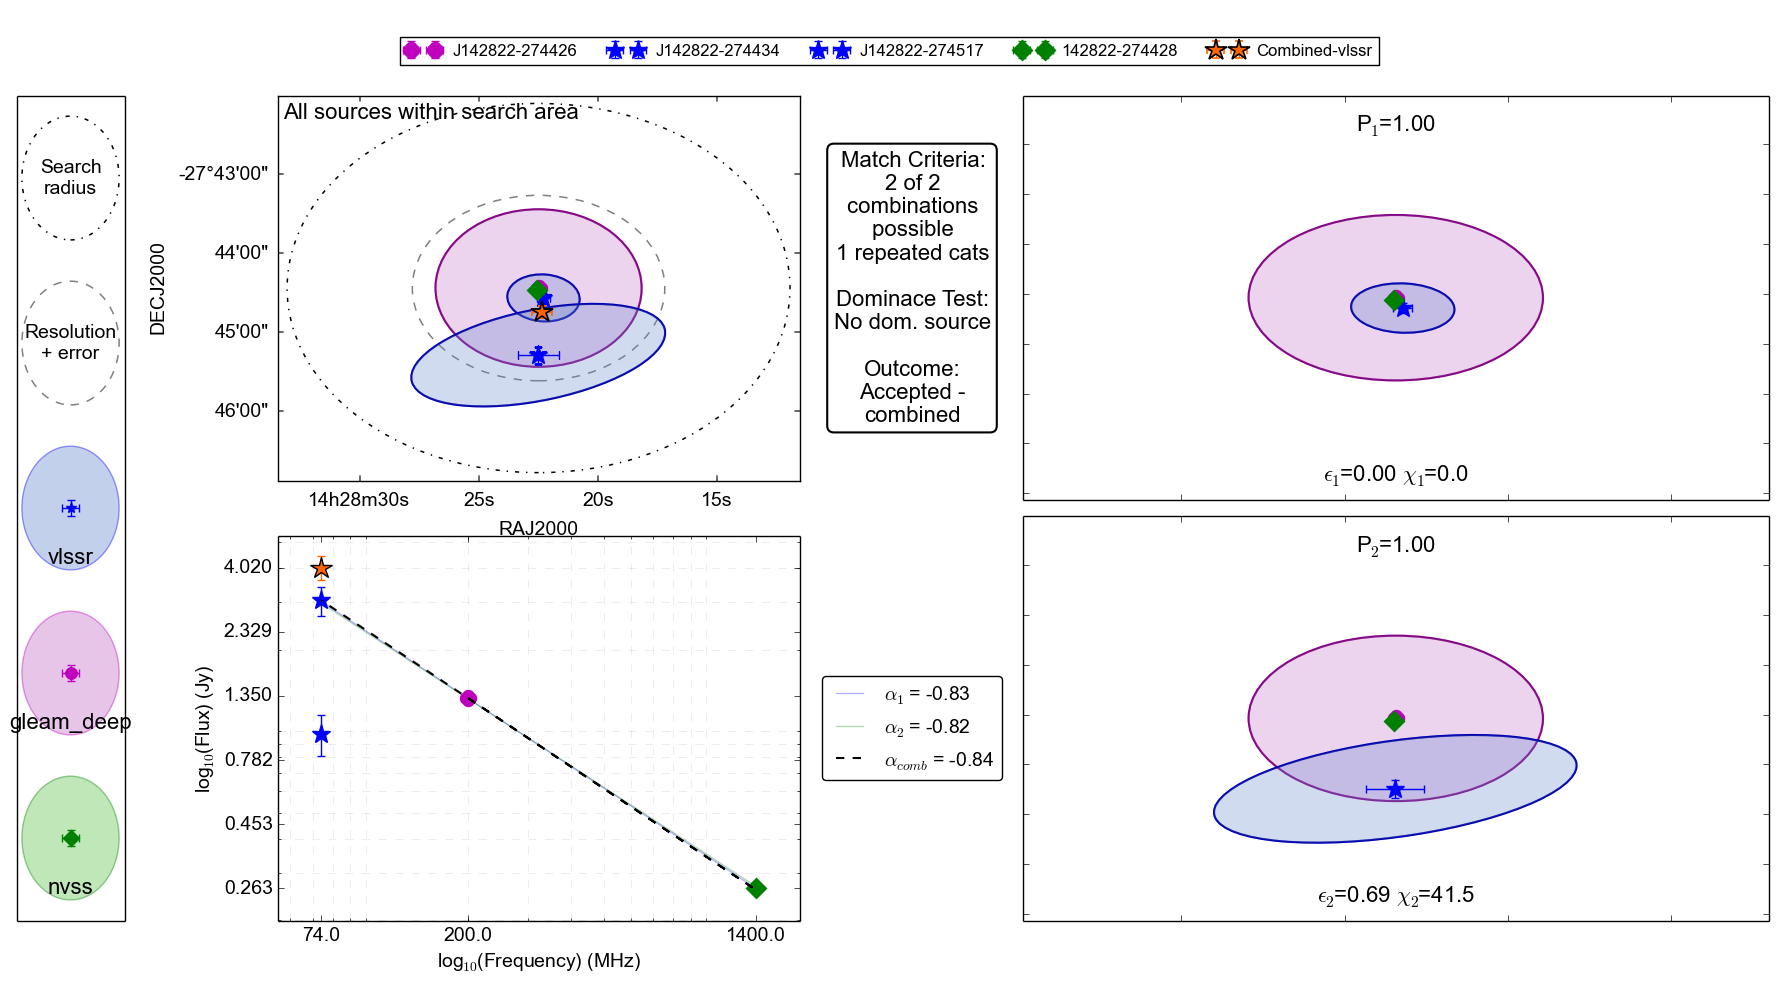 J142822-274426 J142822-274434 J142822-274517 142822-274428 Combined-vlssr
Search
radius
Resolution
+ error
vlssr
gleam_deep
nvss
All sources within search area
DECJ2000
-27°43'00"
44'00"
45'00"
46'00"
14h28m30s 25s 20s 15s
RAJ2000
Match Criteria:
2 of 2
combinations
possible
1 repeated cats
Dominace Test:
No dom. source
Outcome:
Accepted -
combined
P1=1.00
ϵ1=0.00 χ1=0.0
P2=1.00
ϵ2=0.69 χ2=41.5
log10(Flux) (Jy)
4.020
2.329
1.350
0.782
0.453
0.263
74.0 200.0 1400.0
log10(Frequency) (MHz)
α1 = -0.83
α2 = -0.82
αcomb = -0.84